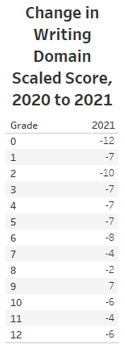 Change in
Writing
Domain
Scaled Score,
2020 to 2021
Grade 2021
0 -12
1 -7
2 -10
3 -7
4 -7
5 -7
6 -8
7 -4
8 -2
9 7
10 -6
11 -4
12 -6